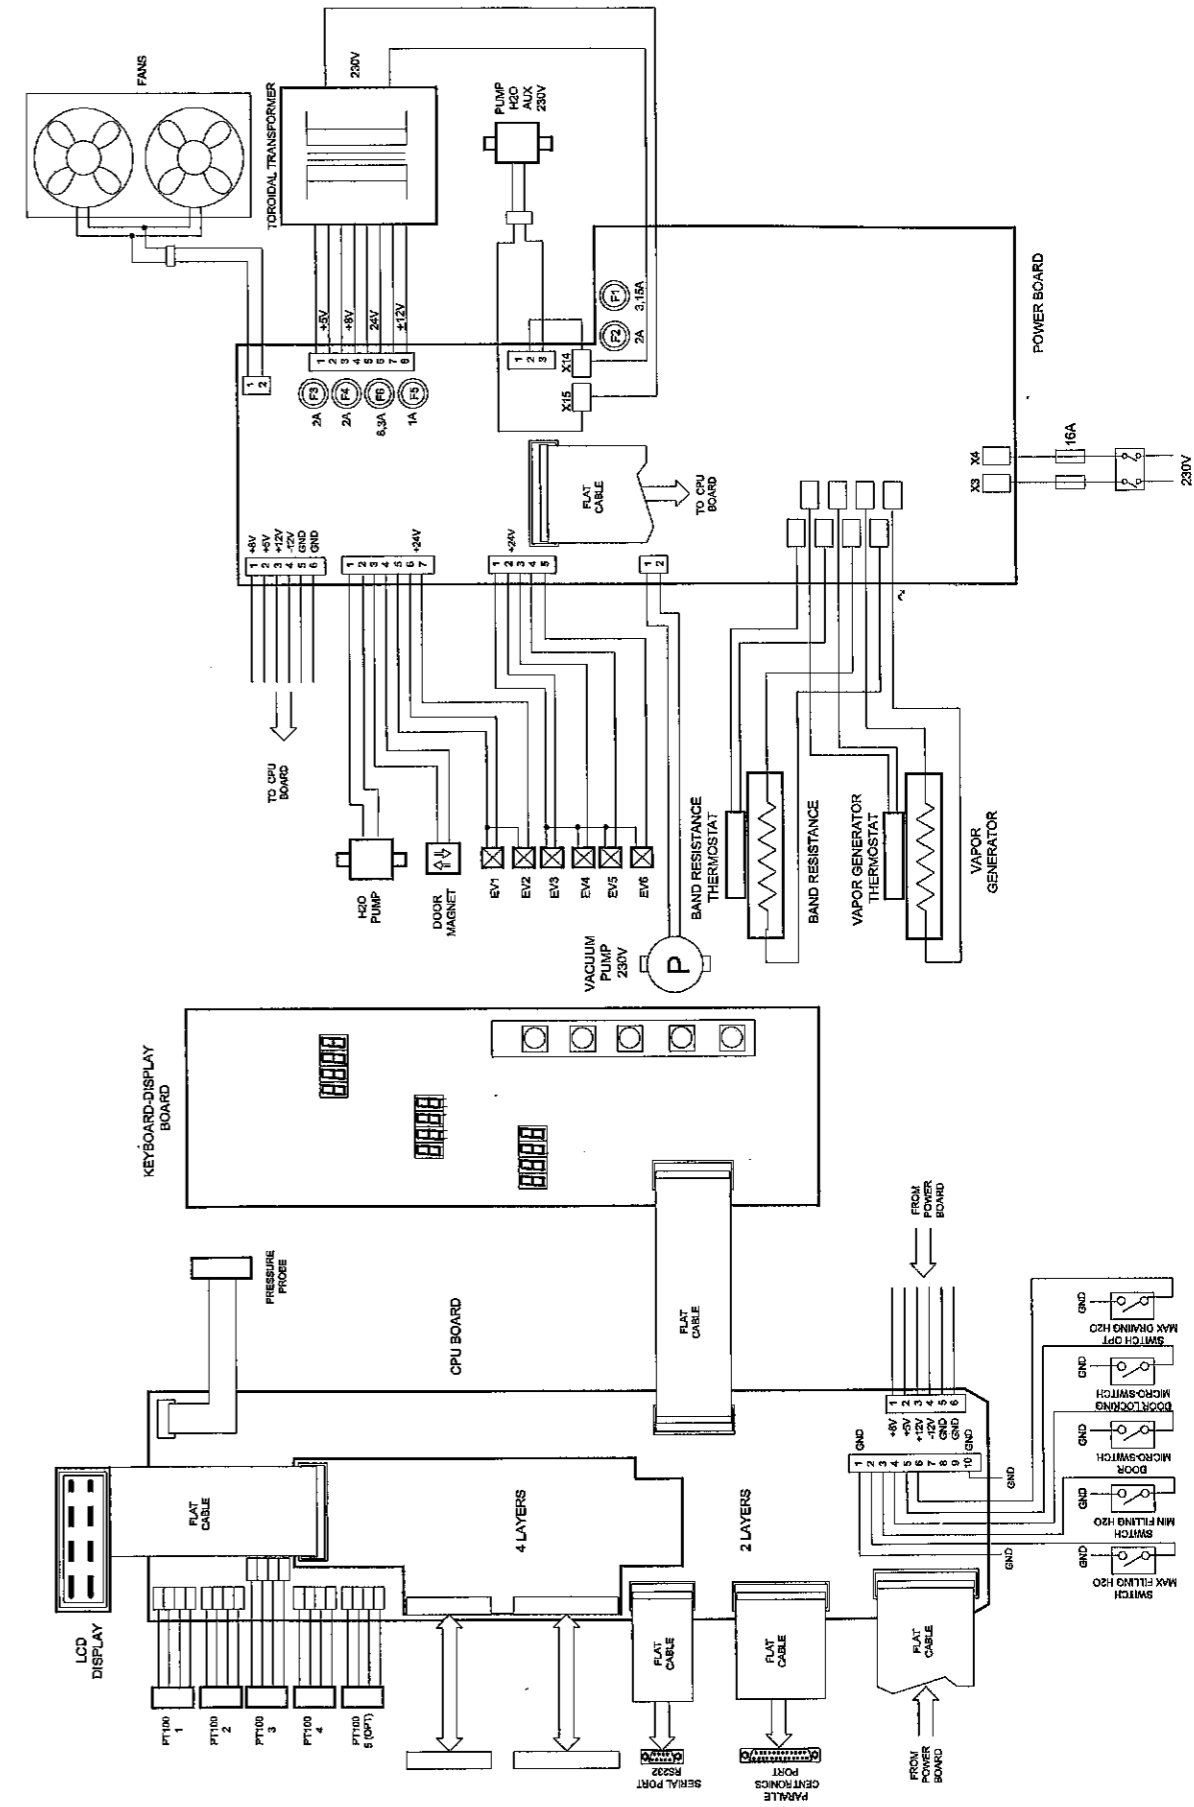 FANS
TOROIDAL TRANSFORMER
230V
PUMP
H2O
AUX
230V
+5V
+8V
24V
±12V
1
2
1
2
3
4
5
6
7
8
F3
2A
F4
2A
F6
6,3A
F5
1A
1
2
3
X14
X15
F1
3,15A
F2
2A
POWER BOARD
FLAT
CABLE
TO CPU
BOARD
X4
X3
16A
230V
+8V
+5V
+12V
-12V
GND
GND
1
2
3
4
5
6
TO CPU
BOARD
+24V
1
2
3
4
5
6
7
+24V
1
2
3
4
5
1
2
H2O
PUMP
DOOR
MAGNET
EV1
EV2
EV3
EV4
EV5
EV6
VACUUM
PUMP
230V
P
BAND RESISTANCE
THERMOSTAT
BAND RESISTANCE
VAPOR GENERATOR
THERMOSTAT
VAPOR
GENERATOR
KEYBOARD-DISPLAY
BOARD
8888
8888
8888
PRESSURE
PROBE
CPU BOARD
FLAT
CABLE
FROM
POWER
BOARD
1
2
3
4
5
6
+8V
+5V
+12V
-12V
GND
GND
GND
1
2
3
4
5
6
7
8
9
10
GND
GND
GND
GND
SWITCH OPT
MAX DRAING H2O
GND
DOOR LOCKING
MICRO-SWITCH
GND
DOOR
MICRO-SWITCH
GND
SWITCH
MIN FILLING H2O
GND
SWITCH
MAX FILLING H2O
LCD
DISPLAY
FLAT
CABLE
4 LAYERS
2 LAYERS
PT100
1
PT100
2
PT100
3
PT100
4
PT100
5 (OPT)
FLAT
CABLE
SERIAL PORT
RS232
FLAT
CABLE
PARALLE
CENTRONICS
PORT
FLAT
CABLE
FROM
POWER
BOARD